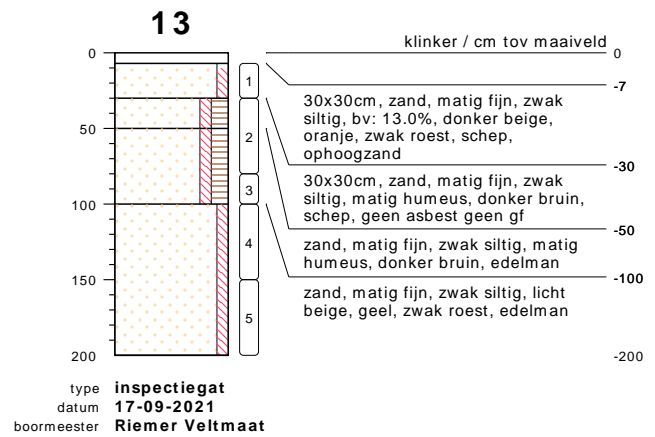 13
klinker / cm tov maaiveld
0
0
-7
1
30x30cm, zand, matig fijn, zwak
siltig, bv: 13.0%, donker beige,
oranje, zwak roest, schep,
ophoogzand
-30
50
2
30x30cm, zand, matig fijn, zwak
siltig, matig humeus, donker bruin,
schep, geen asbest geen gf
-50
3
100
zand, matig fijn, zwak siltig, matig
humeus, donker bruin, edelman
-100
4
zand, matig fijn, zwak siltig, licht
beige, geel, zwak roest, edelman
150
5
200
-200
type inspectiegat
datum 17-09-2021
boormeester Riemer Veltmaat